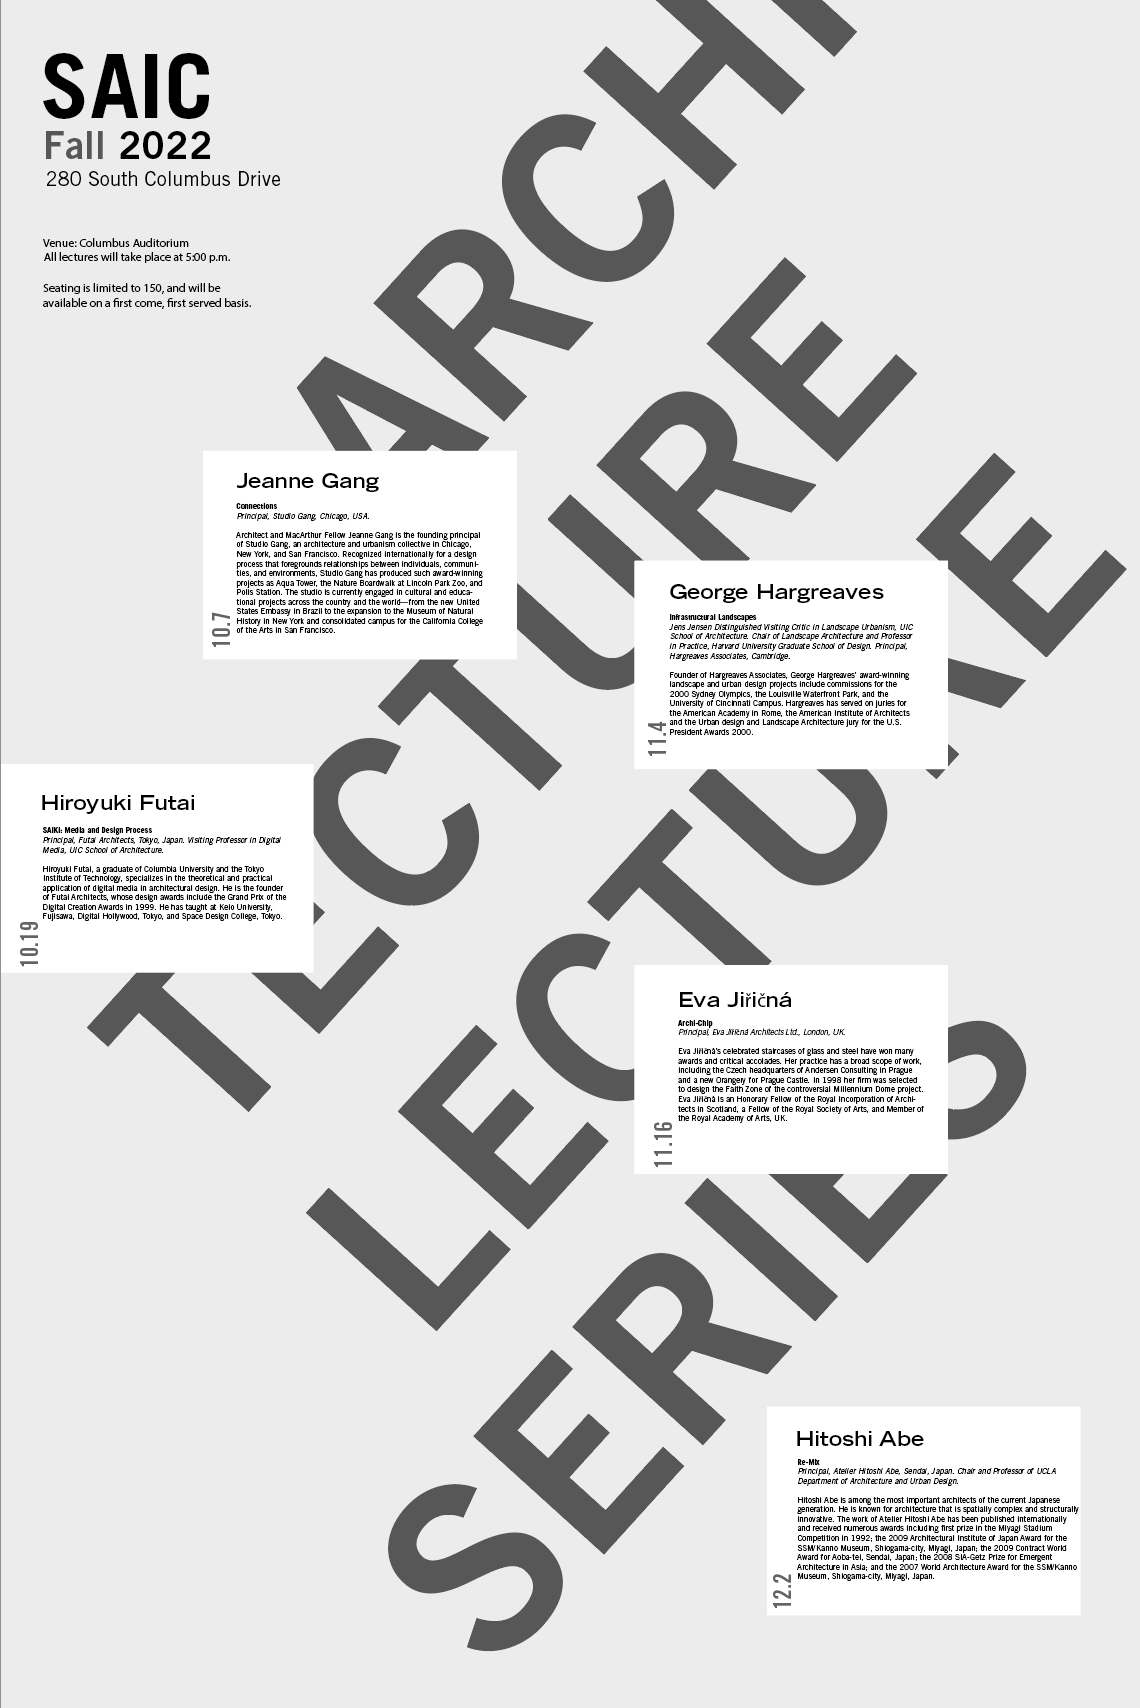 SAIC
Fall 2022
280 South Columbus Drive
Venue: Columbus Auditorium
All lectures will take place at 5:00 p.m.
Seating is limited to 150, and will be
available on a first come, first served basis.
ARCHI
TECTURE
LECTURE
SERIES
Jeanne Gang
Connections
Principal, Studio Gang, Chicago, USA.
Architect and MacArthur Fellow Jeanne Gang is the founding principal
of Studio Gang, an architecture and urbanism collective in Chicago,
New York, and San Francisco. Recognized internationally for a design
process that foregrounds relationships between individuals, communi-
ties, and environments, Studio Gang has produced such award-winning
projects as Aqua Tower, the Nature Boardwalk at Lincoln Park Zoo, and
Polis Station. The studio is currently engaged in cultural and educa-
tional projects across the country and the world—from the new United
States Embassy in Brazil to the expansion to the Museum of Natural
History in New York and consolidated campus for the California College
of the Arts in San Francisco.
10.7
George Hargreaves
Infrasructural Landscapes
Jens Jensen Distinguished Visiting Critic in Landscape Urbanism, UIC
School of Architecture. Chair of Landscape Architecture and Professor
in Practice, Harvard University Graduate School of Design. Principal,
Hargreaves Associates, Cambridge.
Founder of Hargreaves Associates, George Hargreaves' award-winning
landscape and urban design projects include commissions for the
2000 Sydney Olympics, the Louisville Waterfront Park, and the
University of Cincinnati Campus. Hargreaves has served on juries for
the American Academy in Rome, the American Institute of Architects
and the Urban design and Landscape Architecture jury for the U.S.
President Awards 2000.
11.4
Hiroyuki Futai
SAIKI: Media and Design Process
Principal, Futai Architects, Tokyo, Japan. Visiting Professor in Digital
Media, UIC School of Architecture.
Hiroyuki Futai, a graduate of Columbia University and the Tokyo
Institute of Technology, specializes in the theoretical and practical
application of digital media in architectural design. He is the founder
of Futai Architects, whose design awards include the Grand Prix of the
Digital Creation Awards in 1999. He has taught at Keio University,
Fujisawa, Digital Hollywood, Tokyo, and Space Design College, Tokyo.
10.19
Eva Jiřičná
Archi-Chip
Principal, Eva Jiřičná Architects Ltd., London, UK.
Eva Jiřičná's celebrated staircases of glass and steel have won many
awards and critical accolades. Her practice has a broad scope of work,
including the Czech headquarters of Andersen Consulting in Prague
and a new Orangery for Prague Castle. In 1998 her firm was selected
to design the Faith Zone of the controversial Millennium Dome project.
Eva Jiřičná is an Honorary Fellow of the Royal Incorporation of Archi-
tects in Scotland, a Fellow of the Royal Society of Arts, and Member of
the Royal Academy of Arts, UK.
11.16
Hitoshi Abe
Re-Mix
Principal, Atelier Hitoshi Abe, Sendai, Japan. Chair and Professor of UCLA
Department of Architecture and Urban Design.
Hitoshi Abe is among the most important architects of the current Japanese
generation. He is known for architecture that is spatially complex and structurally
innovative. The work of Atelier Hitoshi Abe has been published internationally
and received numerous awards including first prize in the Miyagi Stadium
Competition in 1992; the 2009 Architectural Institute of Japan Award for the
SSM/Kanno Museum, Shiogama-city, Miyagi, Japan; the 2009 Contract World
Award for Aoba-tei, Sendai, Japan; the 2008 SIA-Getz Prize for Emergent
Architecture in Asia; and the 2007 World Architecture Award for the SSM/Kanno
Museum, Shiogama-city, Miyagi, Japan.
12.2